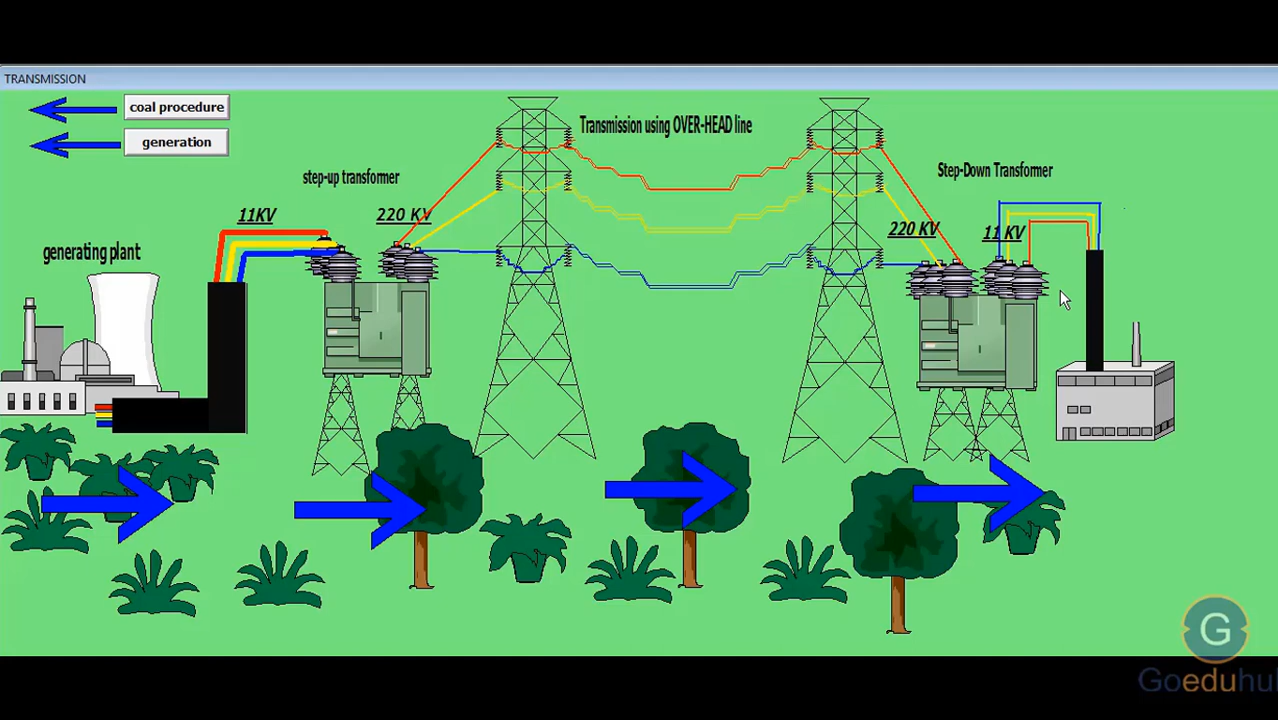 TRANSMISSION
coal procedure
generation
Transmission using OVER-HEAD line
step-up transformer
Step-Down Transformer
11KV
220 KV
220 KV
11 KV
generating plant
G
Goeduhu